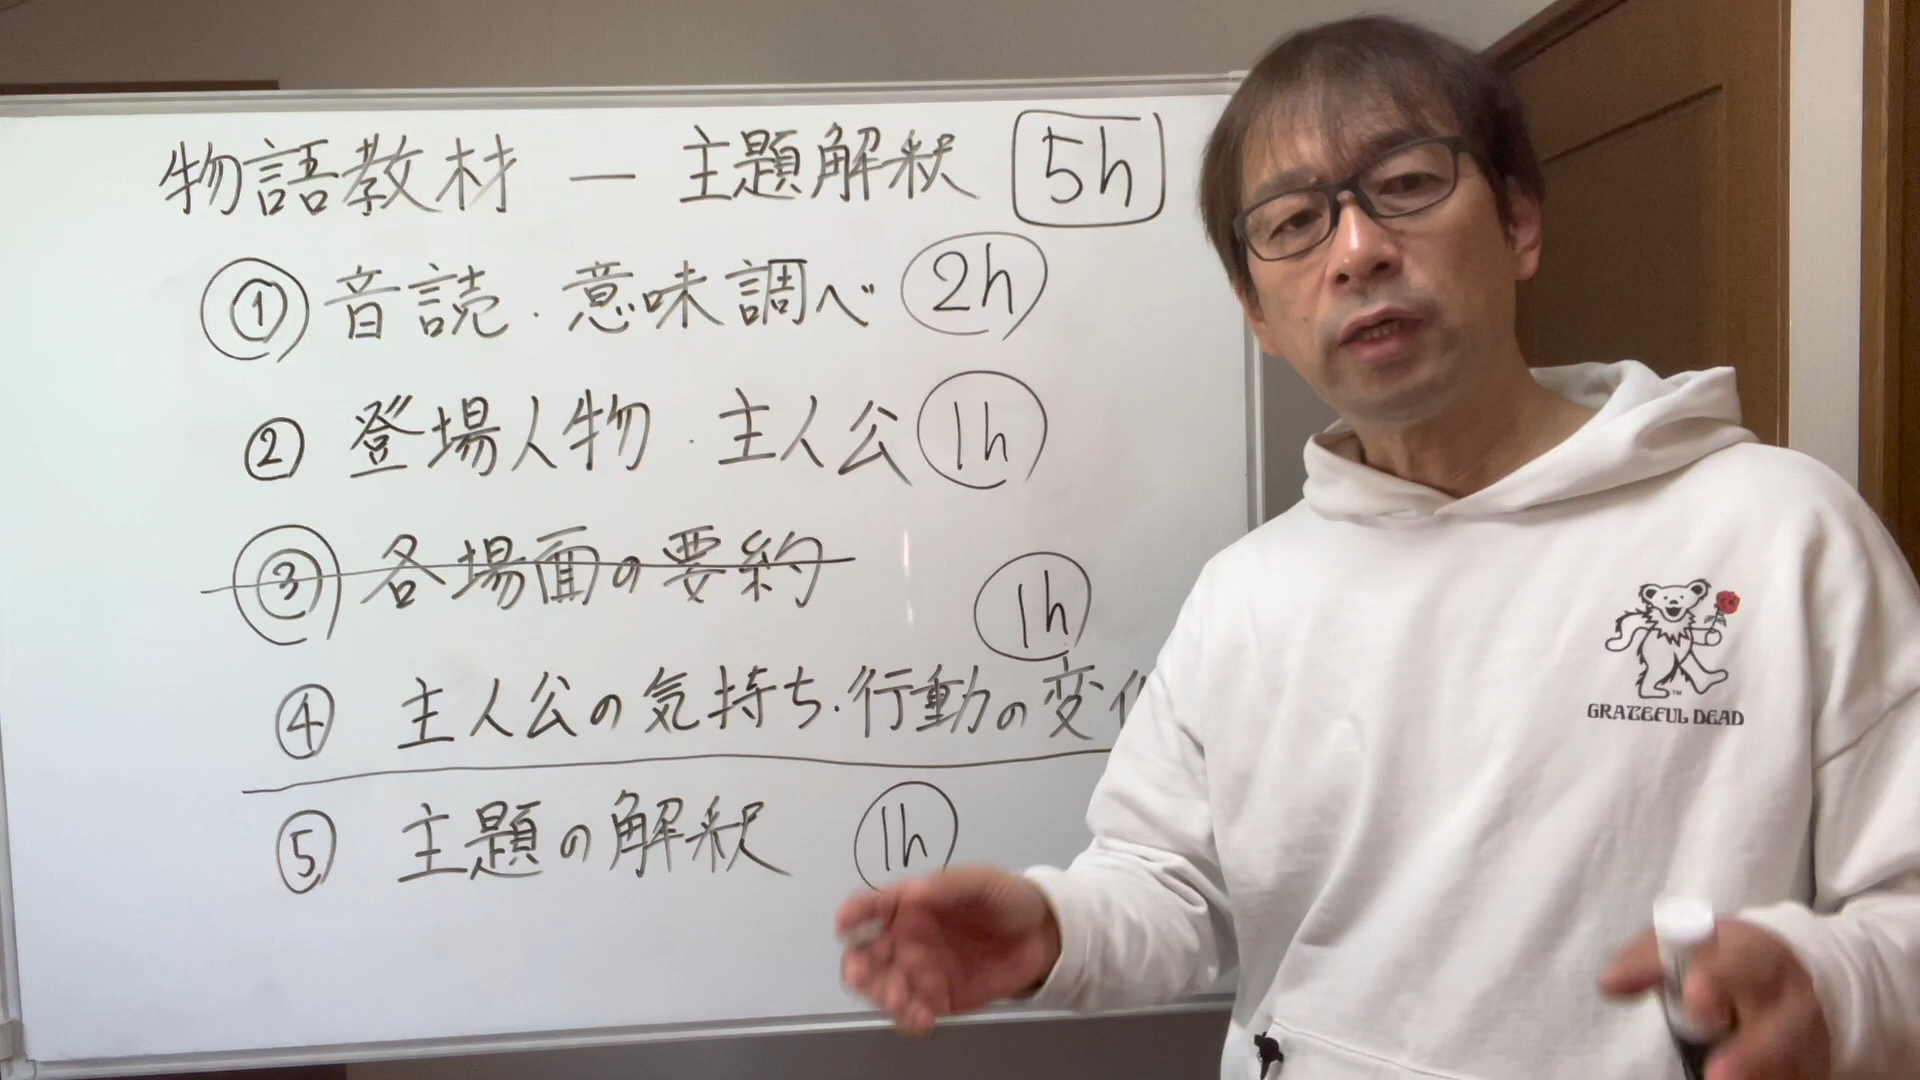 物語教材 ー 主題解釈 5h
① 音読・意味調べ 2h
② 登場人物・主人公 1h
③ 各場面の要約
1h
④ 主人公の気持ち・行動の変化
⑤ 主題の解釈 1h
GRATEFUL DEAD